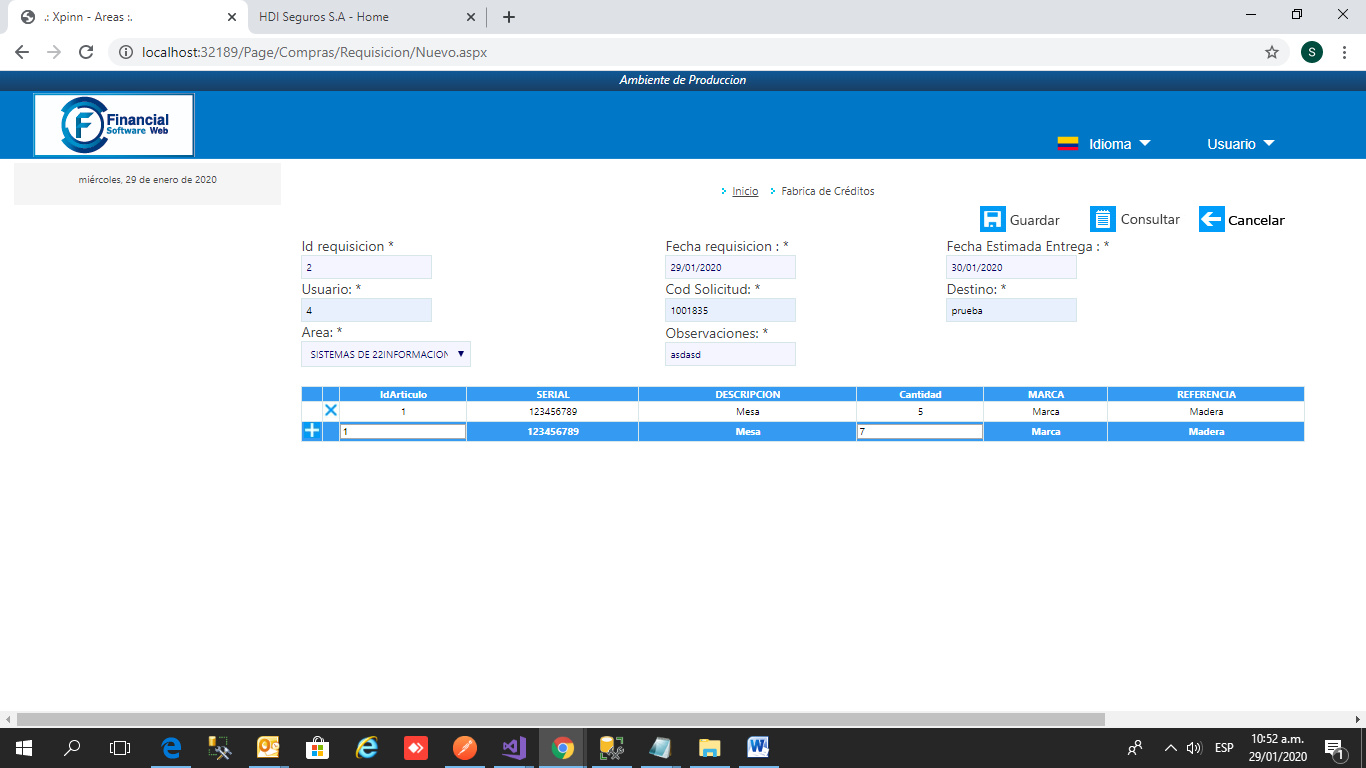 .: Xpinn - Areas :.
HDI Seguros S.A - Home
localhost:32189/Page/Compras/Requisicion/Nuevo.aspx
S
Ambiente de Produccion
Financial
Software Web
Idioma
Usuario
miércoles, 29 de enero de 2020
Inicio Fabrica de Créditos
Guardar Consultar Cancelar
Id requisicion * Fecha requisicion : * Fecha Estimada Entrega : *
2 29/01/2020 30/01/2020
Usuario: * Cod Solicitud: * Destino: *
4 1001835 prueba
Area: * Observaciones: *
SISTEMAS DE 22INFORMACION asdasd
IdArticulo SERIAL DESCRIPCION Cantidad MARCA REFERENCIA
1 123456789 Mesa 5 Marca Madera
1 123456789 Mesa 7 Marca Madera
ESP
10:52 a.m.
29/01/2020
1